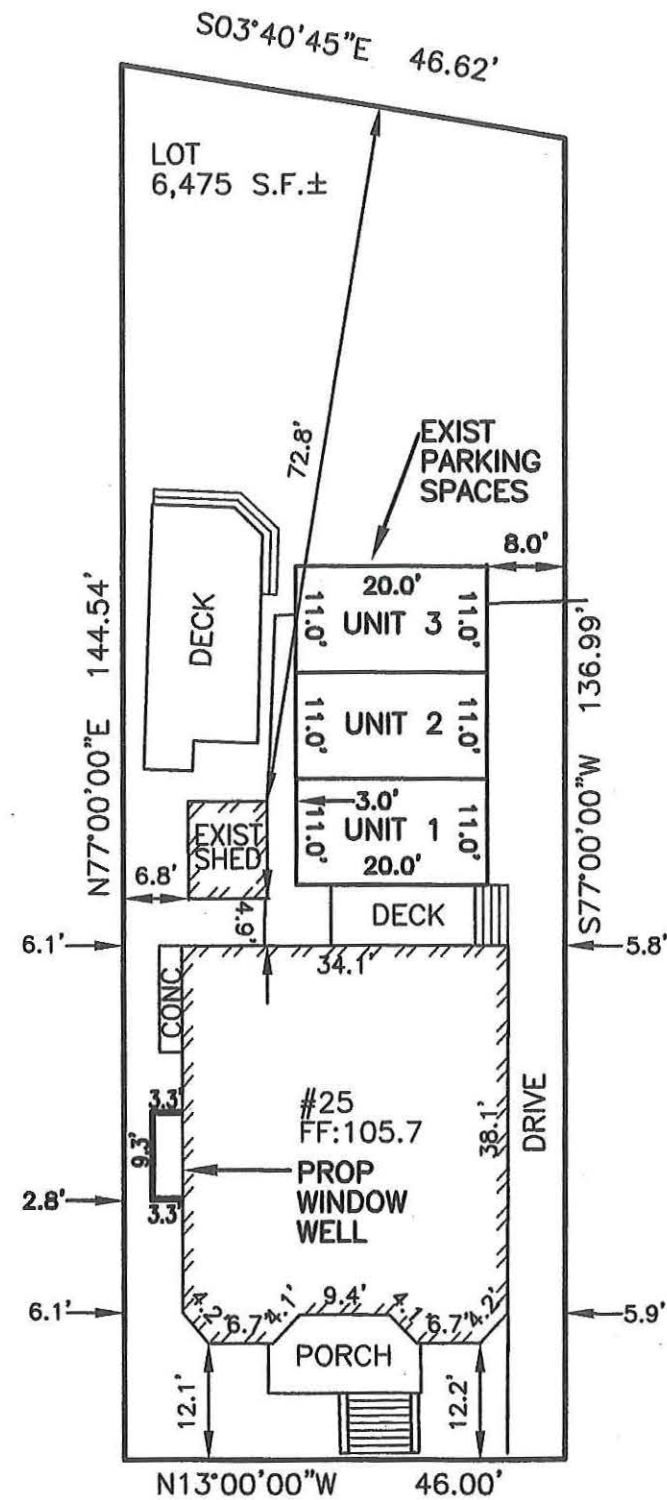 S03°40'45"E 46.62'
LOT
6,475 S.F.±
72.8'
EXIST
PARKING
SPACES
8.0'
20.0'
11.0' UNIT 3 11.0'
DECK
N77°00'00"E 144.54'
S77°00'00"W 136.99'
11.0' UNIT 2 11.0'
3.0'
11.0' UNIT 1 11.0'
20.0'
EXIST
SHED
6.8'
4.9'
DECK
6.1'
5.8'
34.1'
CONC
#25
FF:105.7
38.1'
DRIVE
3.3'
9.3'
PROP
WINDOW
WELL
2.8'
3.3'
6.1'
5.9'
4.2' 6.7' 4.1' 9.4' 4.1' 6.7' 4.2'
PORCH
12.1'
12.2'
N13°00'00"W 46.00'